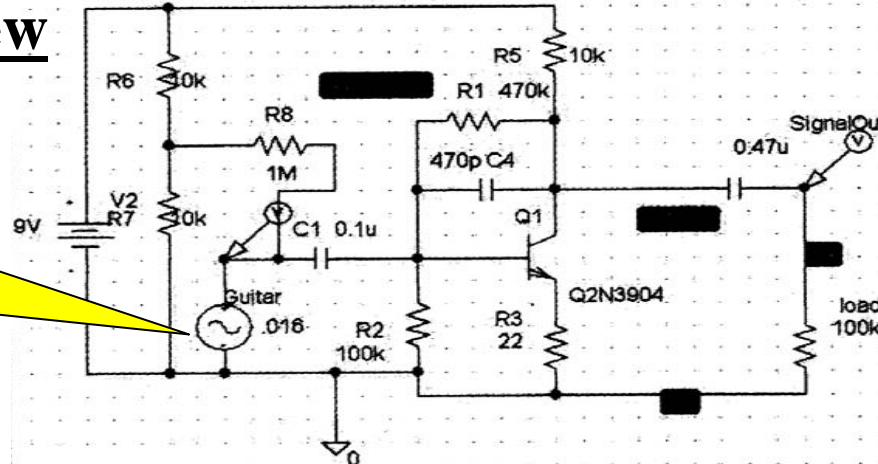 ew
R5
10k
R6
10k
R1
470k
R8
1M
470p
C4
0.47u
SignalOu
V
9V
V2
R7
10k
V
C1
0.1u
Q1
Q2N3904
Guitar
.016
R2
100k
R3
22
load
100k
0